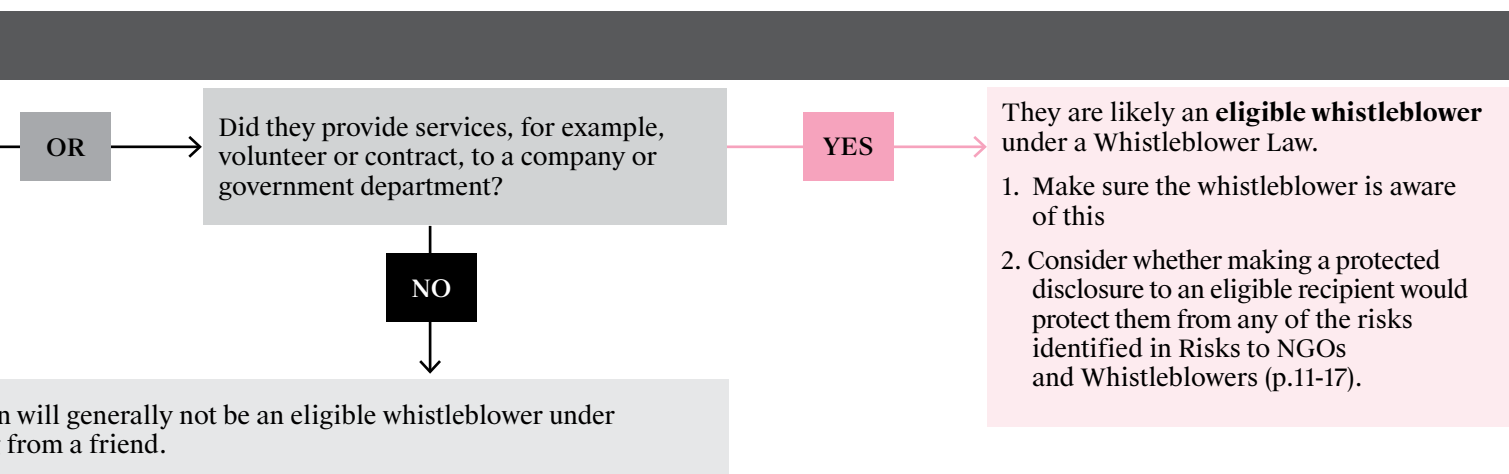 OR
Did they provide services, for example,
volunteer or contract, to a company or
government department?
YES
They are likely an eligible whistleblower
under a Whistleblower Law.
1. Make sure the whistleblower is aware
of this
2. Consider whether making a protected
disclosure to an eligible recipient would
protect them from any of the risks
identified in Risks to NGOs
and Whistleblowers (p.11-17).
NO
n will generally not be an eligible whistleblower under
from a friend.